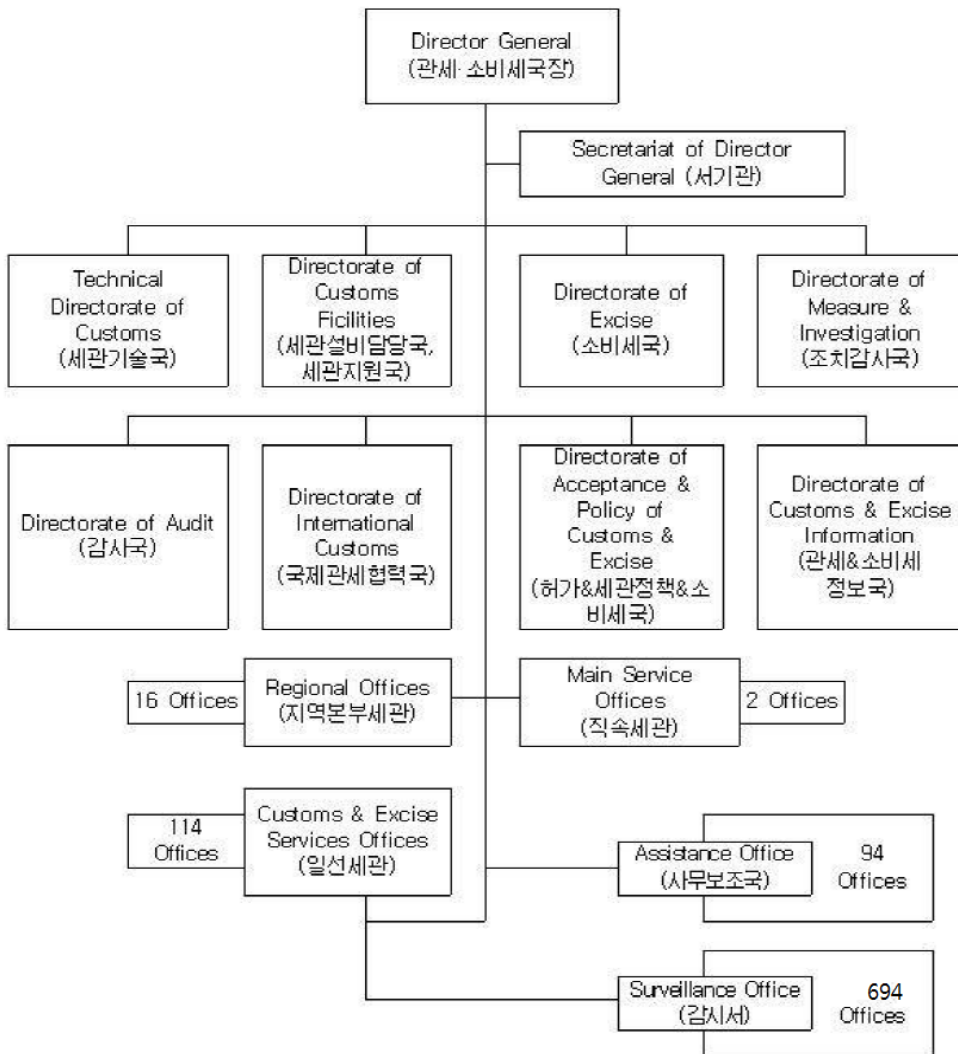 Director General
(관세·소비세국장)
Secretariat of Director
General (서기관)
Technical
Directorate of
Customs
(세관기술국)
Directorate of
Customs
Ficilities
(세관설비담당국,
세관지원국)
Directorate of
Excise
(소비세국)
Directorate of
Measure &
Investigation
(조치감사국)
Directorate of Audit
(감사국)
Directorate of
International
Customs
(국제관세협력국)
Directorate of
Acceptance &
Policy of
Customs &
Excise
(허가&세관정책&소
비세국)
Directorate of
Customs & Excise
Information
(관세&소비세
정보국)
16 Offices
Regional Offices
(지역본부세관)
Main Service
Offices
(직속세관)
2 Offices
114
Offices
Customs & Excise
Services Offices
(일선세관)
Assistance Office
(사무보조국)
94
Offices
Surveillance Office
(감시서)
694
Offices